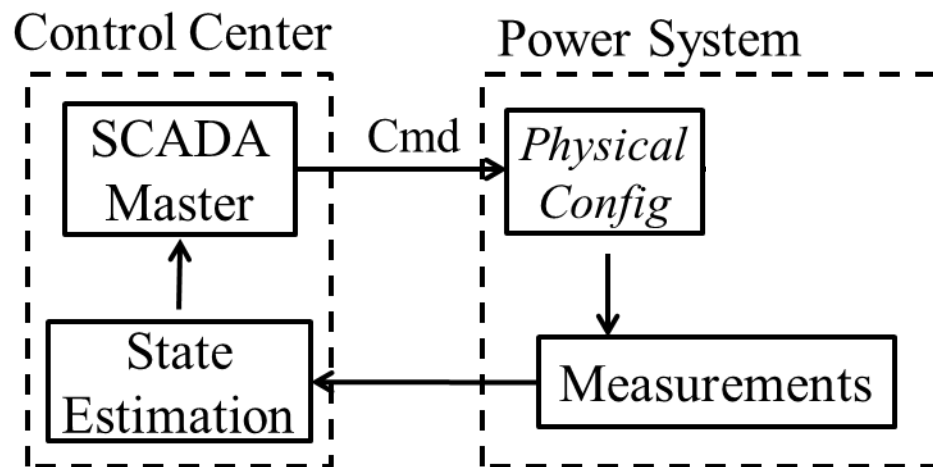 Control Center
Power System
SCADA
Master
Cmd
Physical
Config
State
Estimation
Measurements